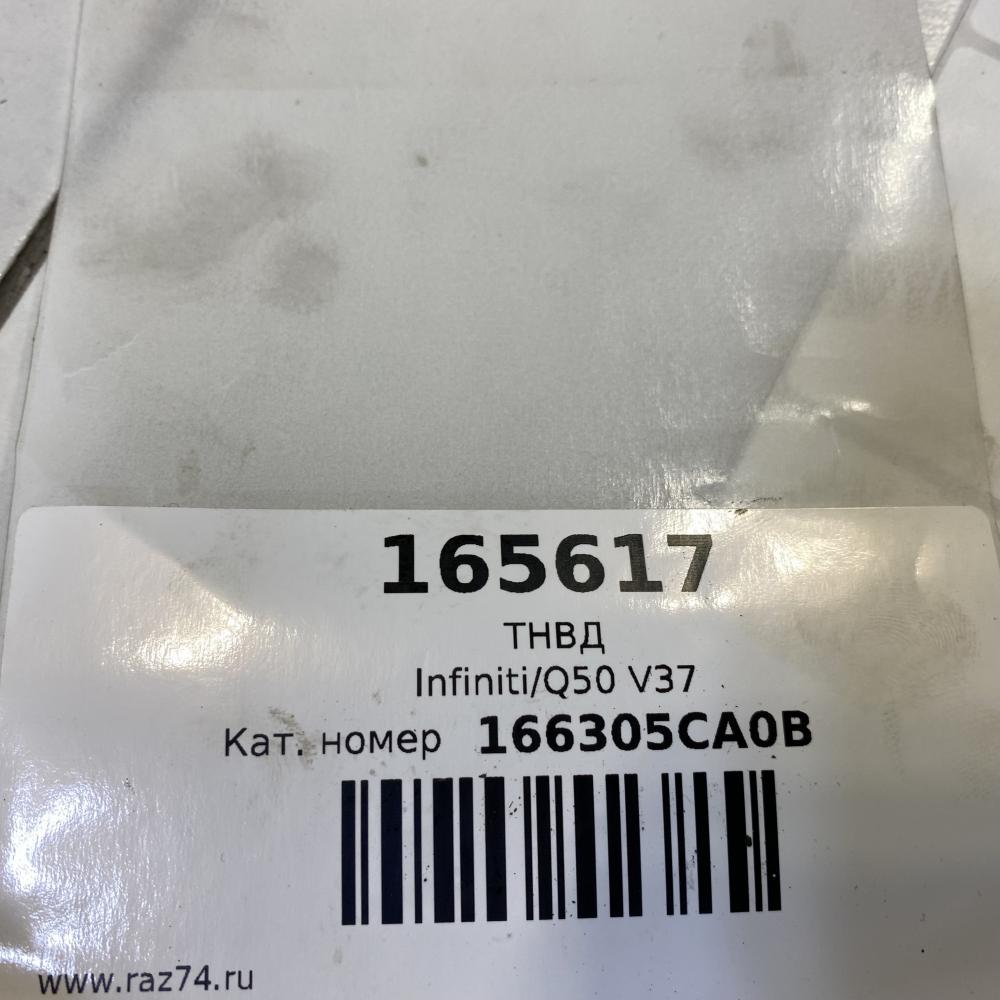 165617
ТНВД
Infiniti/Q50 V37
Кат. номер 166305CA0B
www.raz74.ru